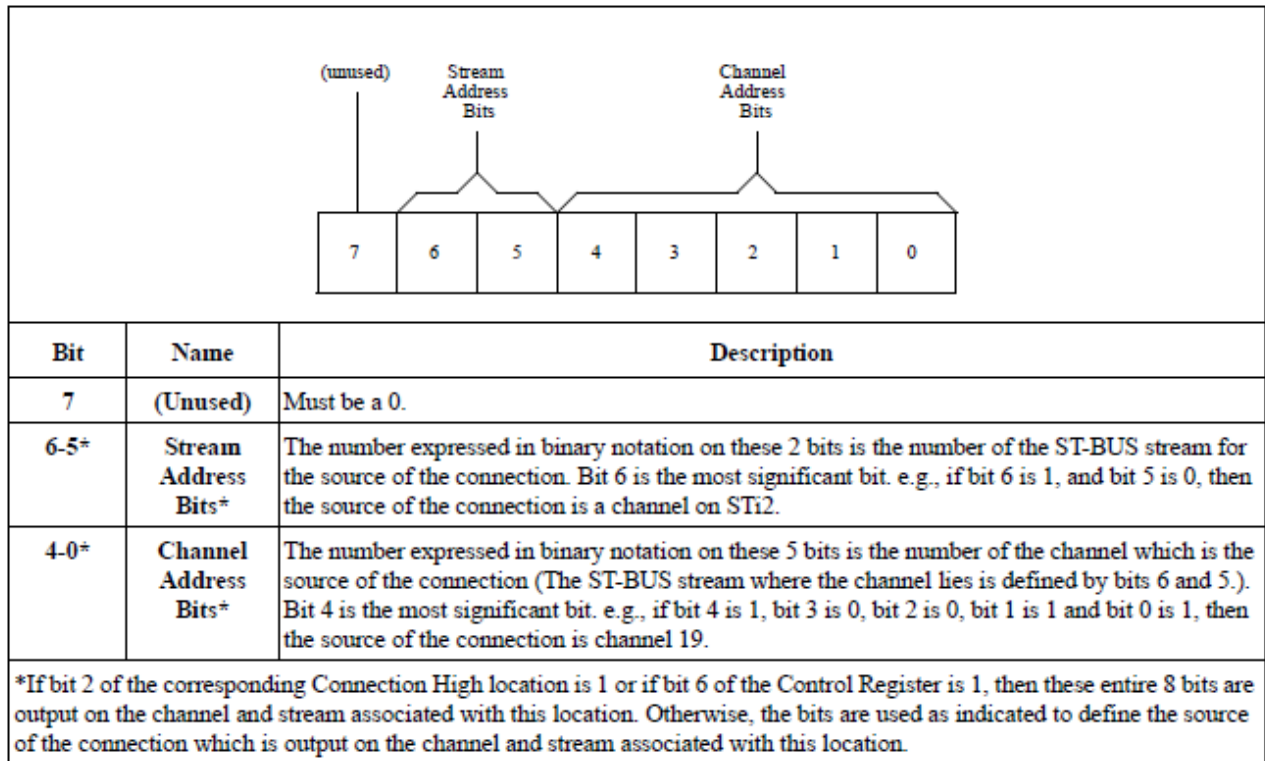 (unused)
Stream
Address
Bits
Channel
Address
Bits
7 6 5 4 3 2 1 0
Bit Name Description
7 (Unused) Must be a 0.
6-5* Stream Address Bits* The number expressed in binary notation on these 2 bits is the number of the ST-BUS stream for
the source of the connection. Bit 6 is the most significant bit. e.g., if bit 6 is 1, and bit 5 is 0, then
the source of the connection is a channel on STi2.
4-0* Channel Address Bits* The number expressed in binary notation on these 5 bits is the number of the channel which is the
source of the connection (The ST-BUS stream where the channel lies is defined by bits 6 and 5.).
Bit 4 is the most significant bit. e.g., if bit 4 is 1, bit 3 is 0, bit 2 is 0, bit 1 is 1 and bit 0 is 1, then
the source of the connection is channel 19.
*If bit 2 of the corresponding Connection High location is 1 or if bit 6 of the Control Register is 1, then these entire 8 bits are
output on the channel and stream associated with this location. Otherwise, the bits are used as indicated to define the source
of the connection which is output on the channel and stream associated with this location.